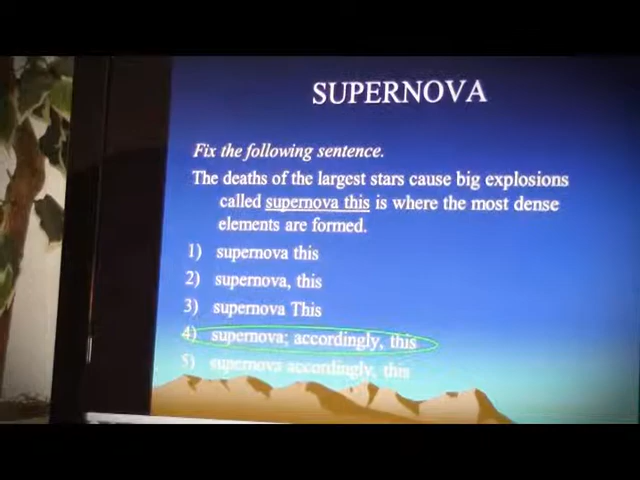 SUPERNOVA
Fix the following sentence.
The deaths of the largest stars cause big explosions
called supernova this is where the most dense
elements are formed.
1) supernova this
2) supernova, this
3) supernova This
4) supernova; accordingly, this
5) supernova accordingly, this